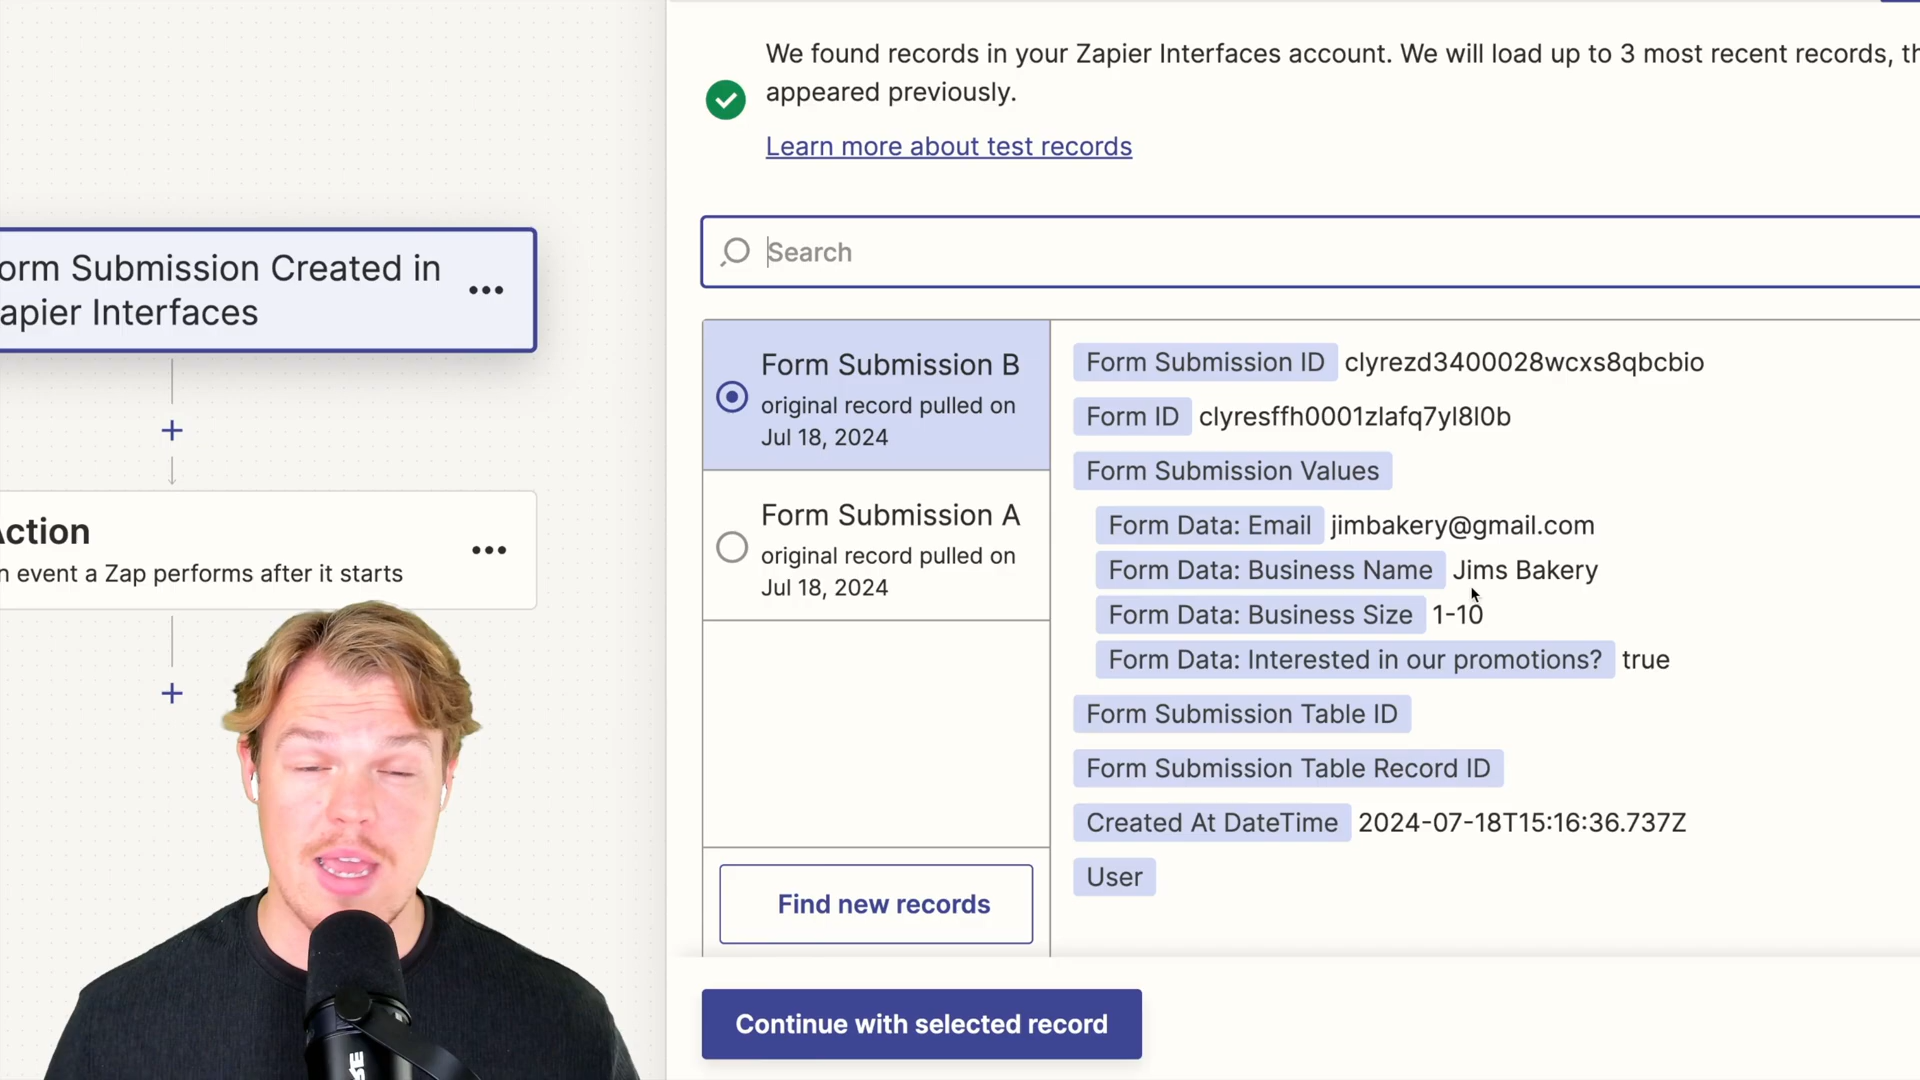 We found records in your Zapier Interfaces account. We will load up to 3 most recent records, th
appeared previously.
Learn more about test records
Search
orm Submission Created in
apier Interfaces
Action
n event a Zap performs after it starts
Form Submission B
original record pulled on
Jul 18, 2024
Form Submission A
original record pulled on
Jul 18, 2024
Find new records
Form Submission ID clyrezd3400028wcxs8qbcbio
Form ID clyresffh0001zlafq7yl8l0b
Form Submission Values
Form Data: Email jimbakery@gmail.com
Form Data: Business Name Jims Bakery
Form Data: Business Size 1-10
Form Data: Interested in our promotions? true
Form Submission Table ID
Form Submission Table Record ID
Created At DateTime 2024-07-18T15:16:36.737Z
User
Continue with selected record